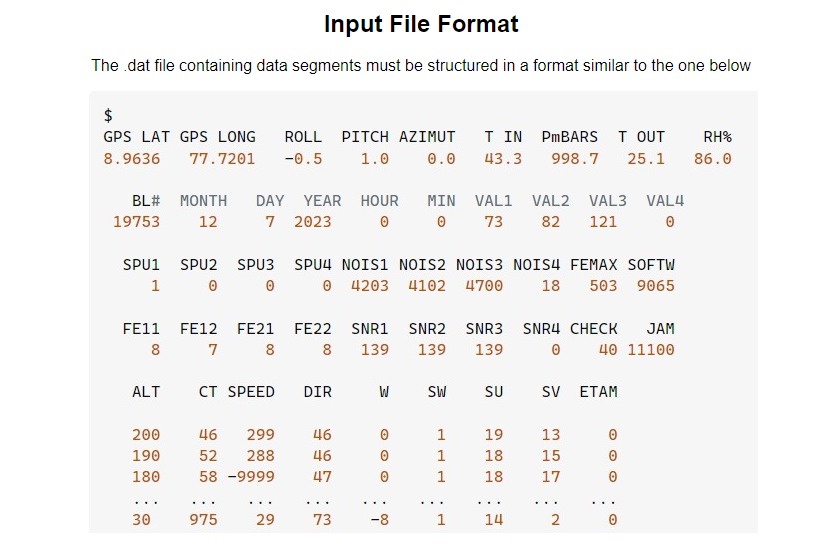 Input File Format
The .dat file containing data segments must be structured in a format similar to the one below
$
GPS LAT GPS LONG   ROLL  PITCH AZIMUT   T IN  PmBARS  T OUT    RH%
8.9636   77.7201   -0.5    1.0    0.0   43.3   998.7   25.1   86.0
BL#  MONTH   DAY  YEAR  HOUR   MIN  VAL1  VAL2  VAL3  VAL4
19753    12     7  2023     0     0    73    82   121     0
SPU1  SPU2  SPU3  SPU4 NOIS1 NOIS2 NOIS3 NOIS4 FEMAX SOFTW
1     0     0     0  4203  4102  4700    18   503  9065
FE11  FE12  FE21  FE22  SNR1  SNR2  SNR3  SNR4 CHECK   JAM
8     7     8     8   139   139   139     0    40 11100
ALT    CT SPEED   DIR     W    SW    SU    SV  ETAM
200    46   299    46     0     1    19    13     0
190    52   288    46     0     1    18    15     0
180    58 -9999    47     0     1    18    17     0
...   ...   ...   ...   ...   ...   ...   ...   ...
30   975    29    73    -8     1    14     2     0